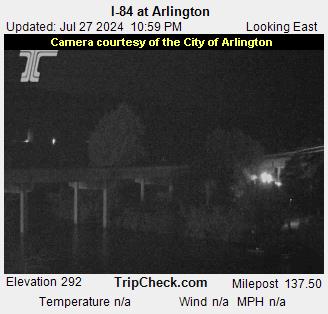 I-84 at Arlington
Updated: Jul 27 2024 10:59 PM Looking East
Camera courtesy of the City of Arlington
Elevation 292 TripCheck.com Milepost 137.50
Temperature n/a Wind n/a MPH n/a